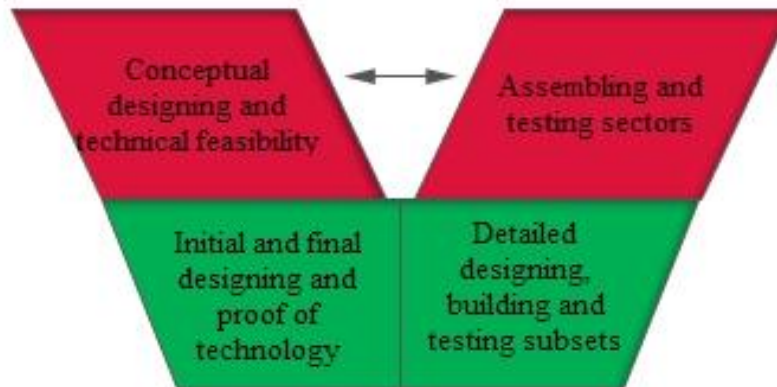 Conceptual
designing and
technical feasibility
Assembling and
testing sectors
Initial and final
designing and
proof of
technology
Detailed
designing,
building and
testing subsets